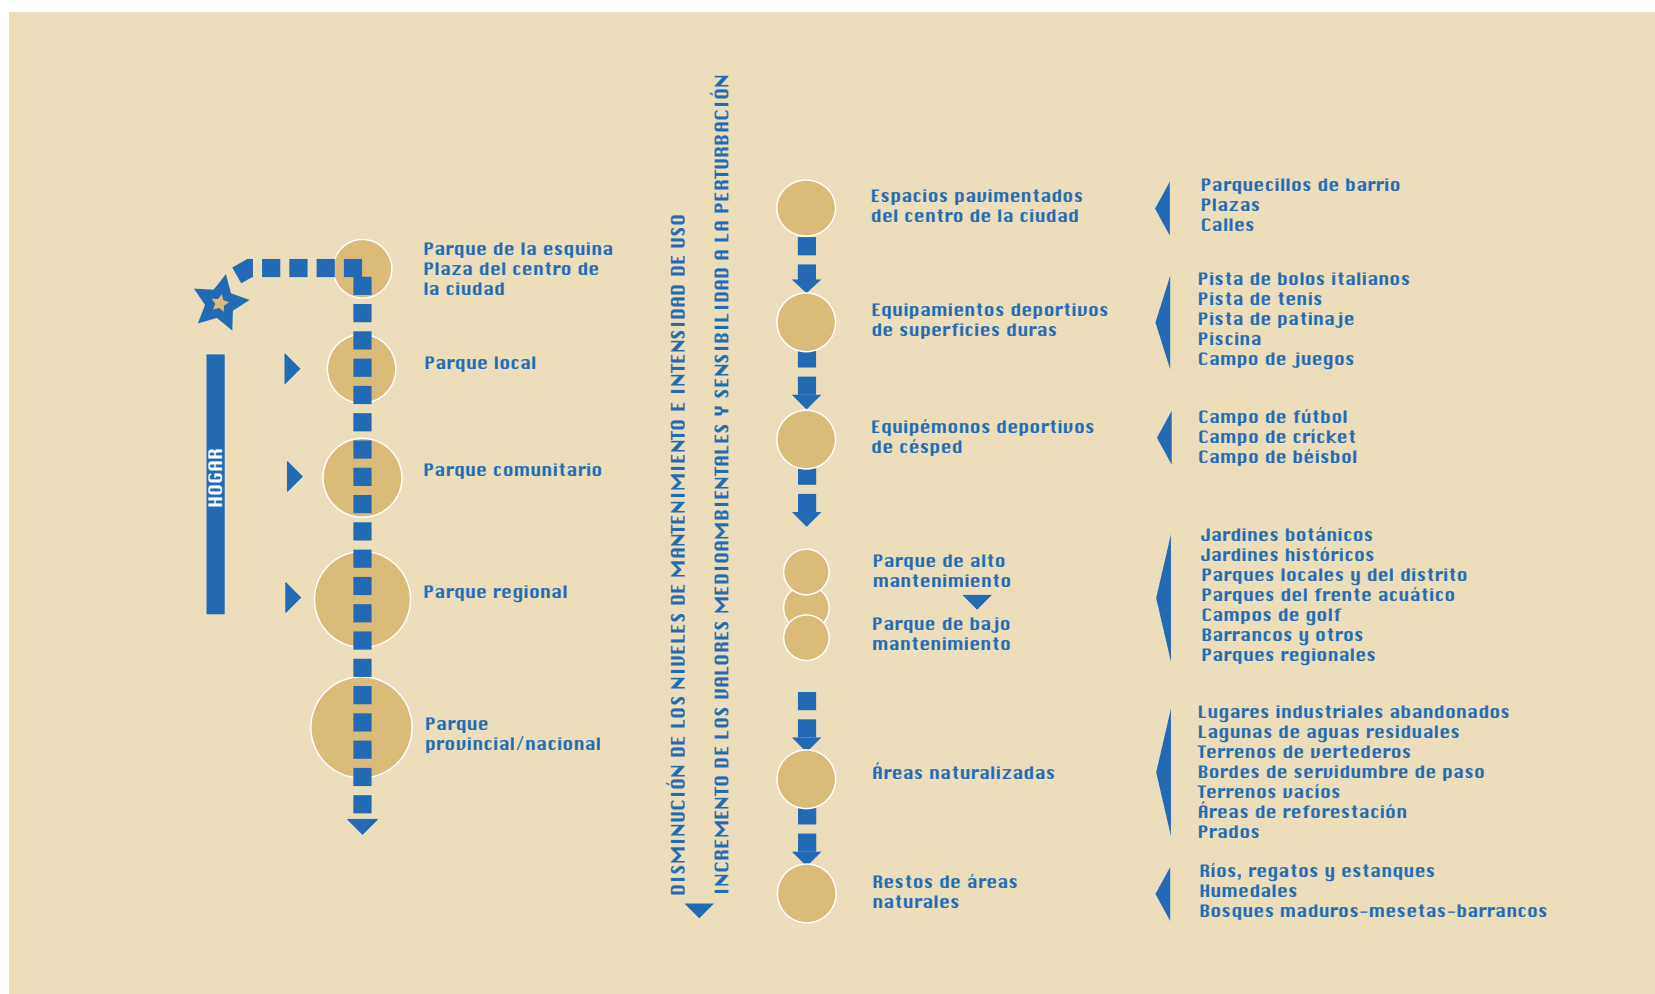 HOGAR
Parque de la esquina
Plaza del centro de
la ciudad
Parque local
Parque comunitario
Parque regional
Parque
provincial/nacional
DISMINUCIÓN DE LOS NIVELES DE MANTENIMIENTO E INTENSIDAD DE USO
INCREMENTO DE LOS VALORES MEDIOAMBIENTALES Y SENSIBILIDAD A LA PERTURBACIÓN
Espacios pavimentados
del centro de la ciudad
Parquecillos de barrio
Plazas
Calles
Equipamientos deportivos
de superficies duras
Pista de bolos italianos
Pista de tenis
Pista de patinaje
Piscina
Campo de juegos
Equipémonos deportivos
de césped
Campo de fútbol
Campo de crícket
Campo de béisbol
Parque de alto
mantenimiento
Parque de bajo
mantenimiento
Jardines botánicos
Jardines históricos
Parques locales y del distrito
Parques del frente acuático
Campos de golf
Barrancos y otros
Parques regionales
Áreas naturalizadas
Lugares industriales abandonados
Lagunas de aguas residuales
Terrenos de vertederos
Bordes de servidumbre de paso
Terrenos vacíos
Áreas de reforestación
Prados
Restos de áreas
naturales
Ríos, regatos y estanques
Humedales
Bosques maduros-mesetas-barrancos